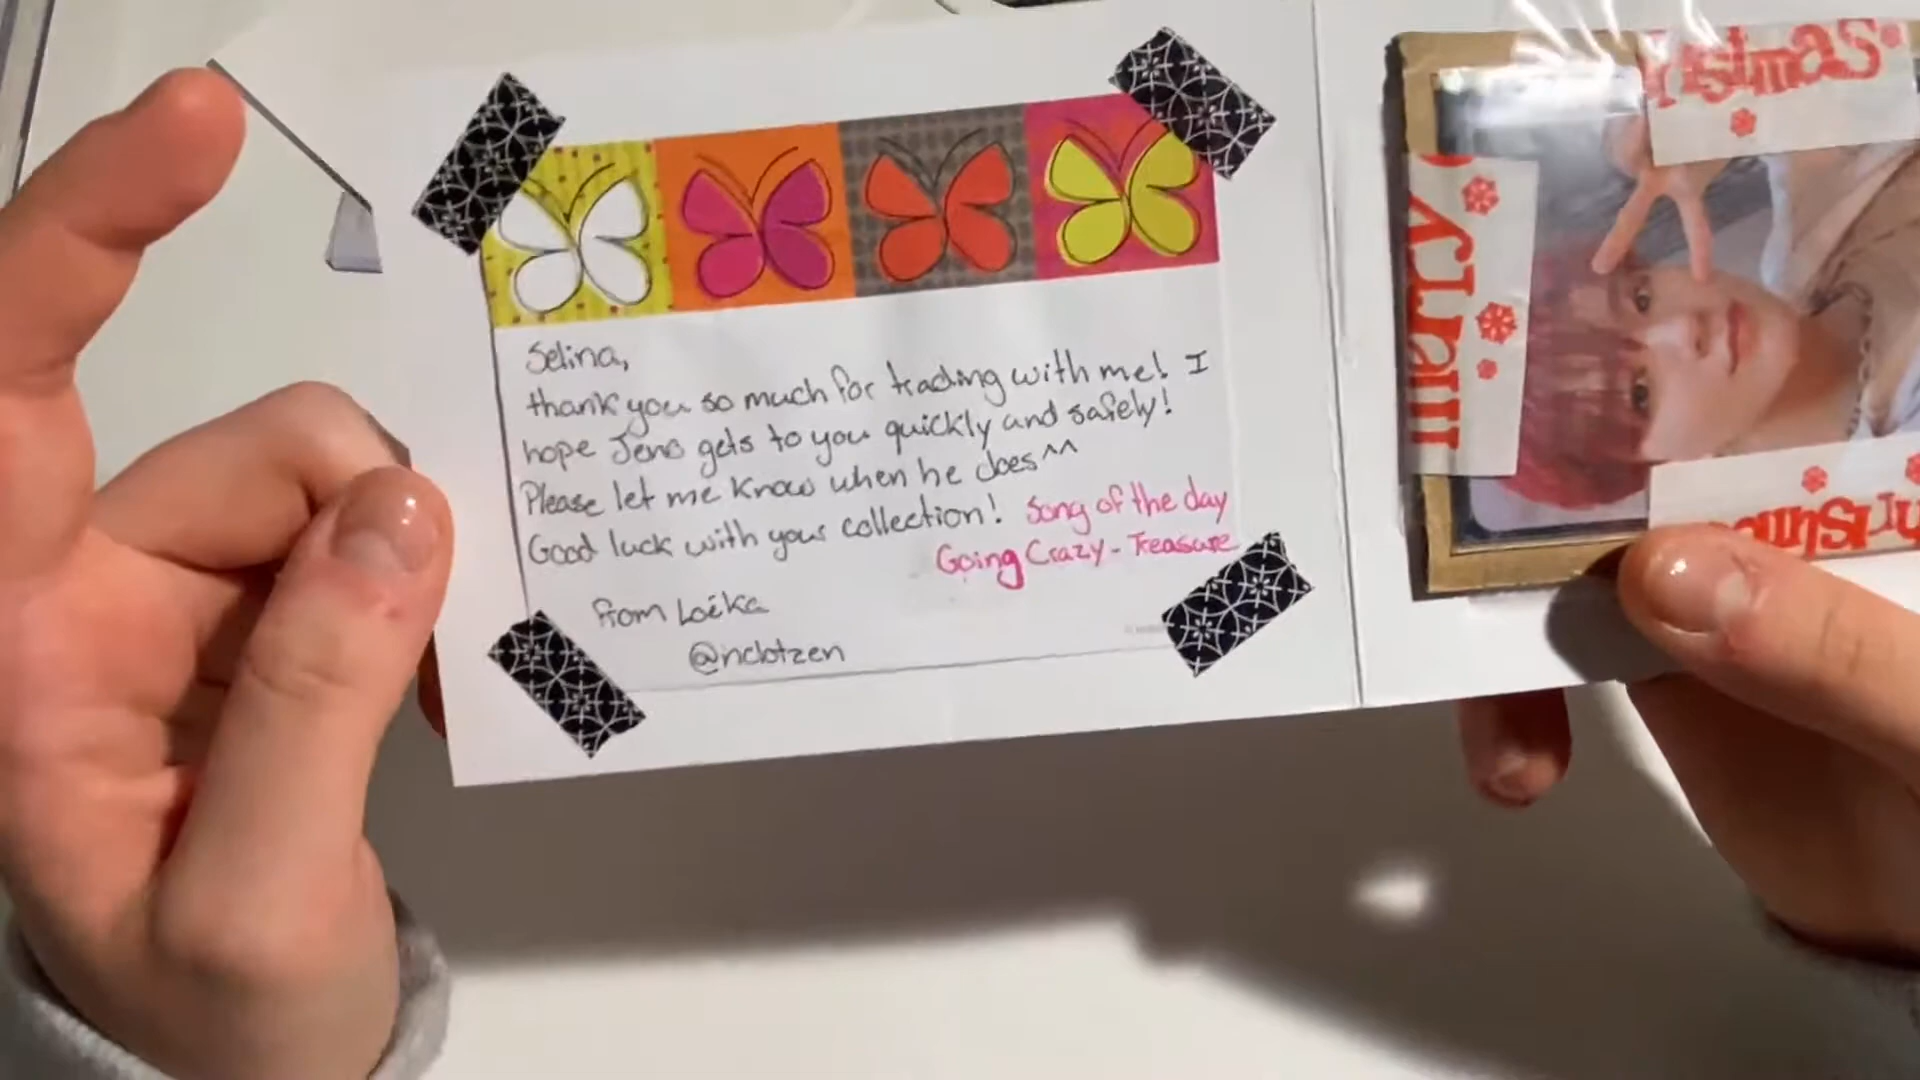 Selina,
thank you so much for trading with me! I
hope Jeno gets to you quickly and safely!
Please let me know when he does ^^
Good luck with your collection!
Song of the day
Going Crazy - Treasure
from Loéka
@nclotzen